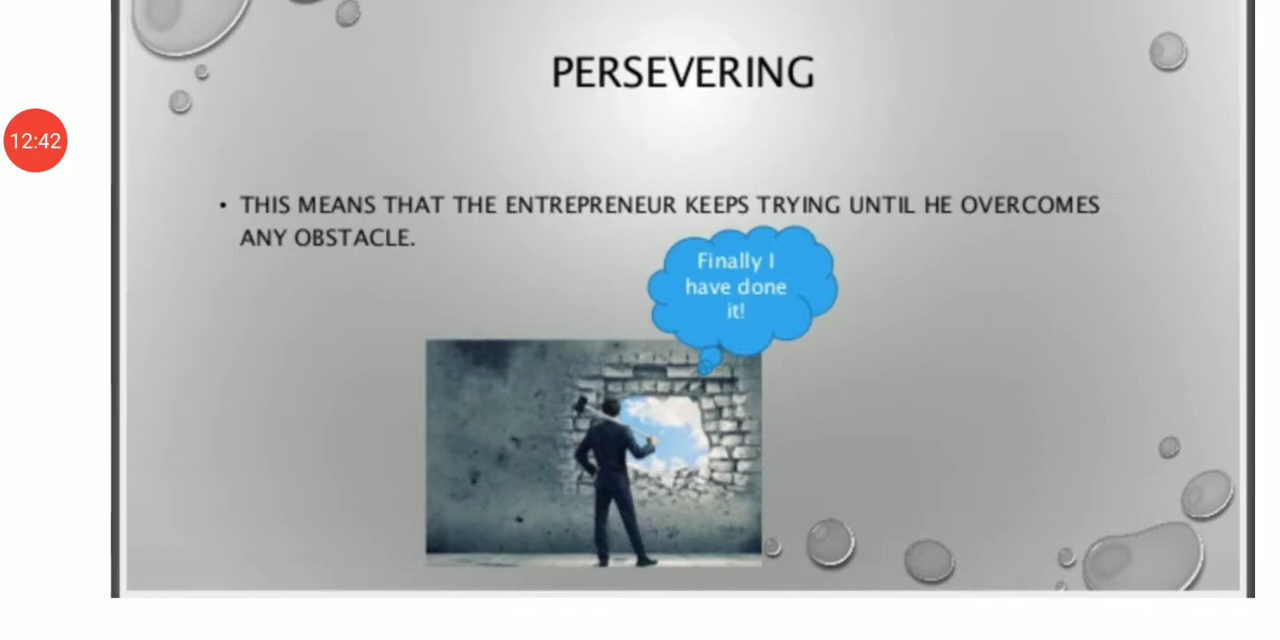 PERSEVERING
12:42
• THIS MEANS THAT THE ENTREPRENEUR KEEPS TRYING UNTIL HE OVERCOMES
ANY OBSTACLE.
Finally I
have done
it!